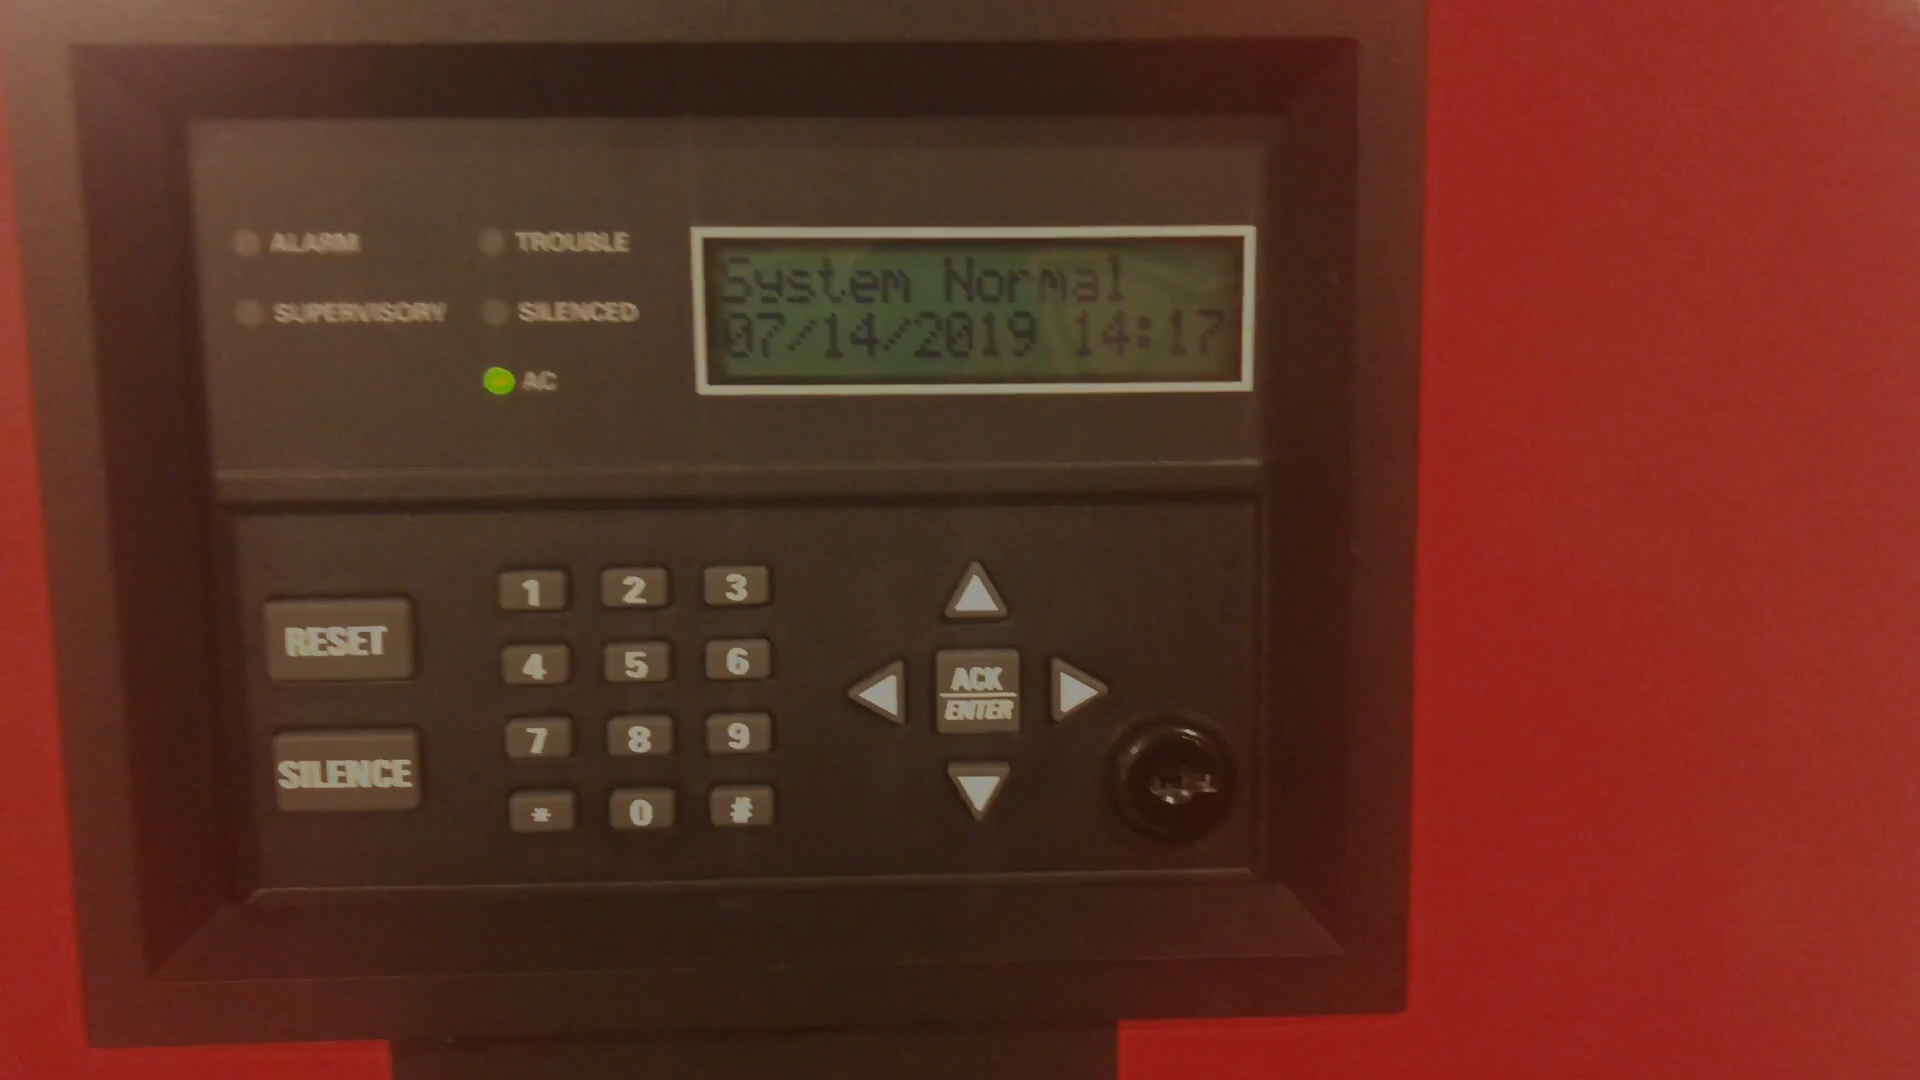 ALARM
TROUBLE
SUPERVISORY
SILENCED
AC
System Normal
07/14/2019 14:17
RESET
SILENCE
1 2 3
4 5 6
7 8 9
* 0 #
ACK
ENTER